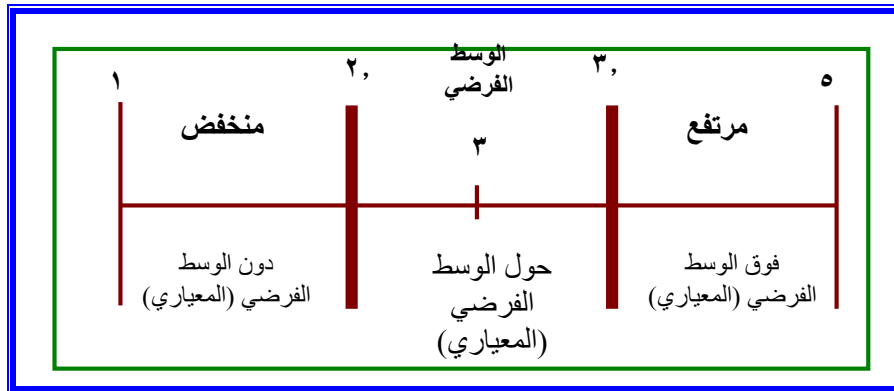 الوسط
الفرضي
١
٢,
٣,
٥
منخفض
٣
مرتفع
دون الوسط
الفرضي (المعياري)
حول الوسط
الفرضي
(المعياري)
فوق الوسط
الفرضي (المعياري)